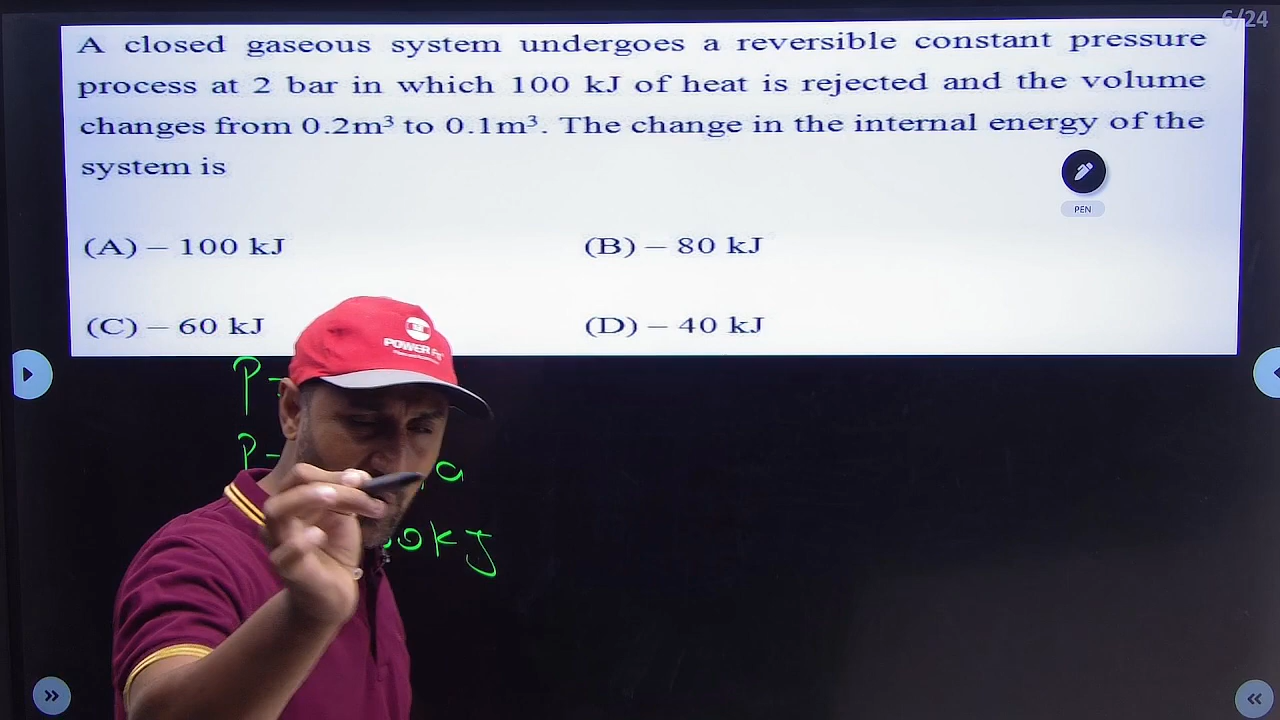 6/24
A closed gaseous system undergoes a reversible constant pressure
process at 2 bar in which 100 kJ of heat is rejected and the volume
changes from 0.2m³ to 0.1m³. The change in the internal energy of the
system is
PEN
(A) – 100 kJ (B) – 80 kJ
(C) – 60 kJ (D) – 40 kJ
POWER
P
P- a
00kJ